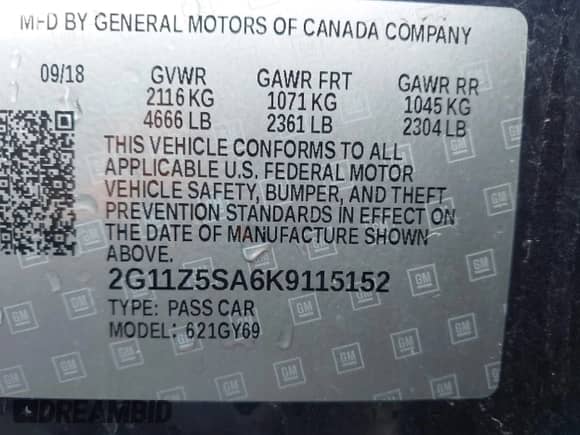 MFD BY GENERAL MOTORS OF CANADA COMPANY
09/18 GVWR GAWR FRT GAWR RR
2116 KG 1071 KG 1045 KG
4666 LB 2361 LB 2304 LB
THIS VEHICLE CONFORMS TO ALL
APPLICABLE U.S. FEDERAL MOTOR
VEHICLE SAFETY, BUMPER, AND THEFT
PREVENTION STANDARDS IN EFFECT ON
THE DATE OF MANUFACTURE SHOWN
ABOVE.
2G11Z5SA6K9115152
TYPE: PASS CAR
MODEL: 621GY69
GM
DREAMBID